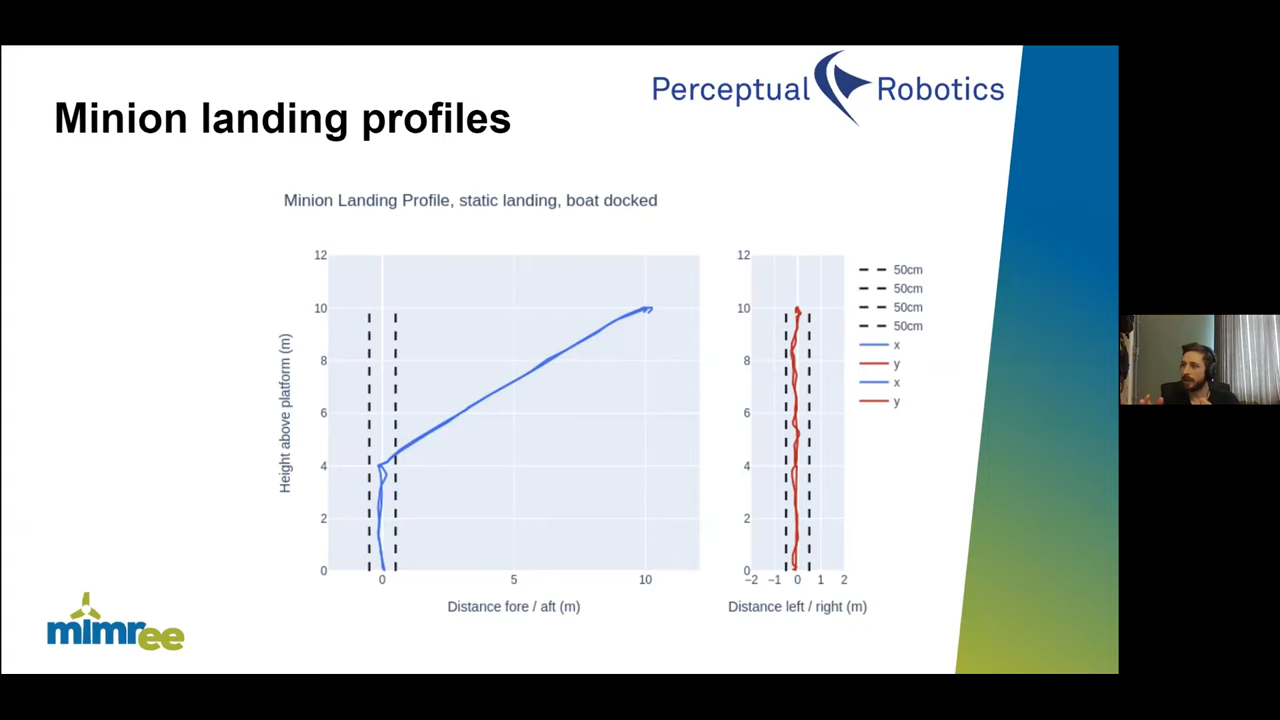 Perceptual Robotics
Minion landing profiles
Minion Landing Profile, static landing, boat docked
12
10
8
6
4
2
0
Height above platform (m)
0 5 10
Distance fore / aft (m)
12
10
8
6
4
2
0
−2 −1 0 1 2
Distance left / right (m)
50cm
50cm
50cm
50cm
x
y
x
y
mimree